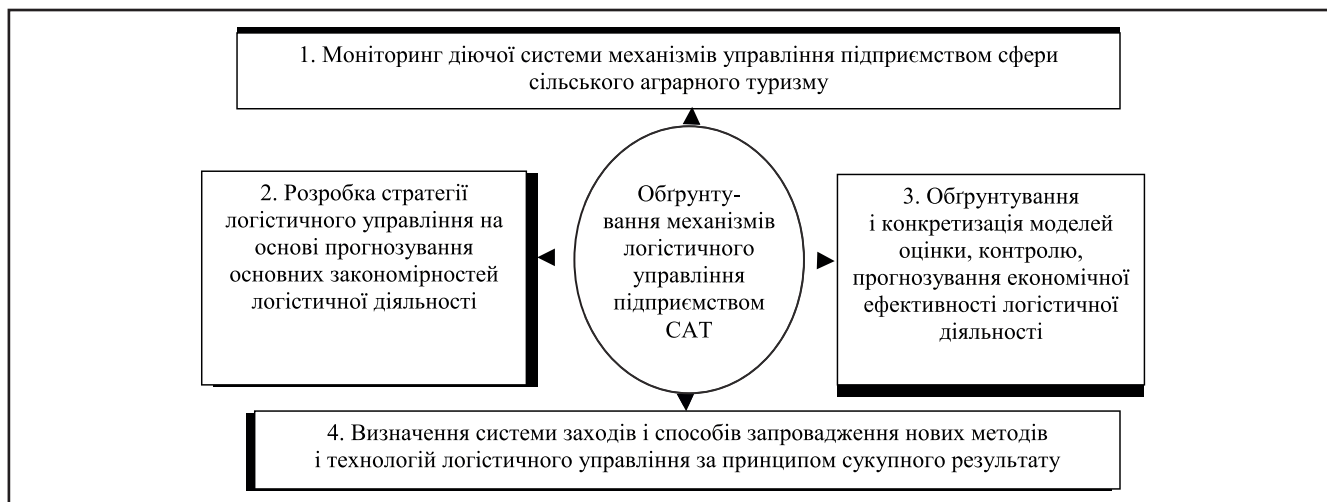 1. Моніторинг діючої системи механізмів управління підприємством сфери
сільського аграрного туризму
2. Розробка стратегії
логістичного управління на
основі прогнозування
основних закономірностей
логістичної діяльності
Обґрунту-
вання механізмів
логістичного
управління
підприємством
САТ
3. Обґрунтування
і конкретизація моделей
оцінки, контролю,
прогнозування економічної
ефективності логістичної
діяльності
4. Визначення системи заходів і способів запровадження нових методів
і технологій логістичного управління за принципом сукупного результату